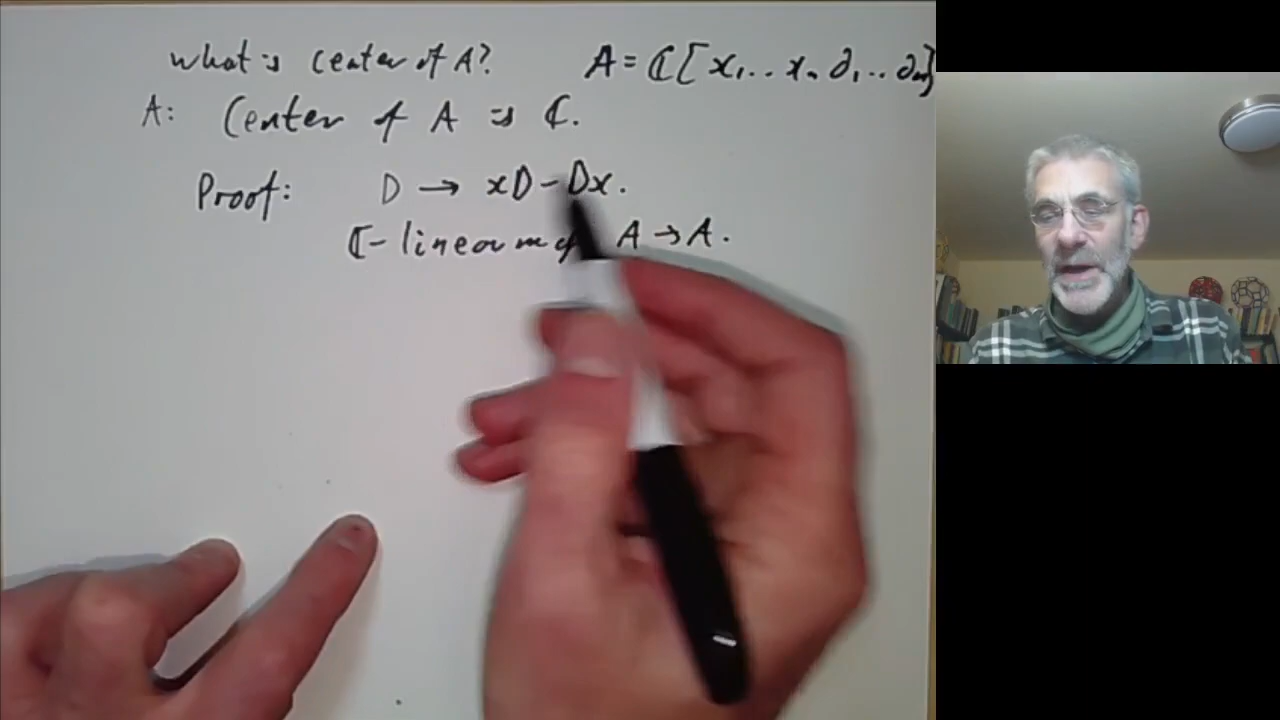 What is center of A? A = ℂ[x₁..xₙ ∂₁..∂ₙ]
A: Center of A is ℂ.
Proof: D → xD - Dx.
ℂ-linear map A → A.